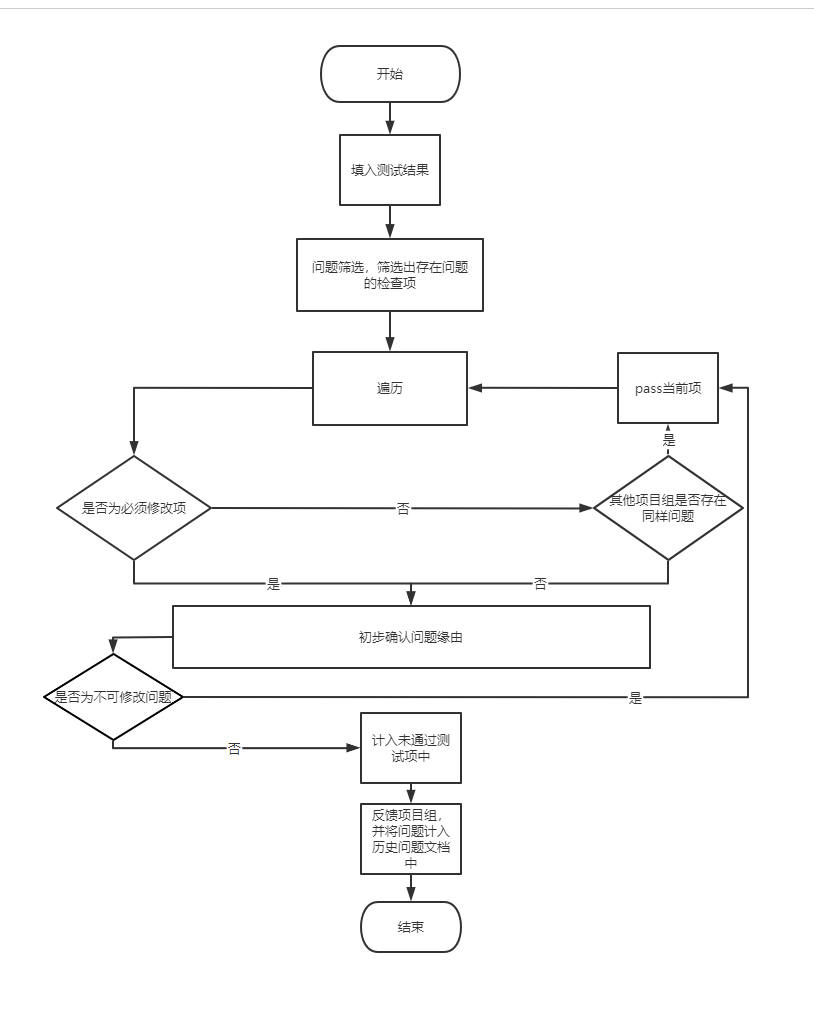 开始
填入测试结果
问题筛选，筛选出存在问题
的检查项
遍历
pass当前项
是
是否为必须修改项
否
其他项目组是否存在
同样问题
是
否
初步确认问题缘由
是否为不可修改问题
是
否
计入未通过测
试项中
反馈项目组，
并将问题计入
历史问题文档
中
结束